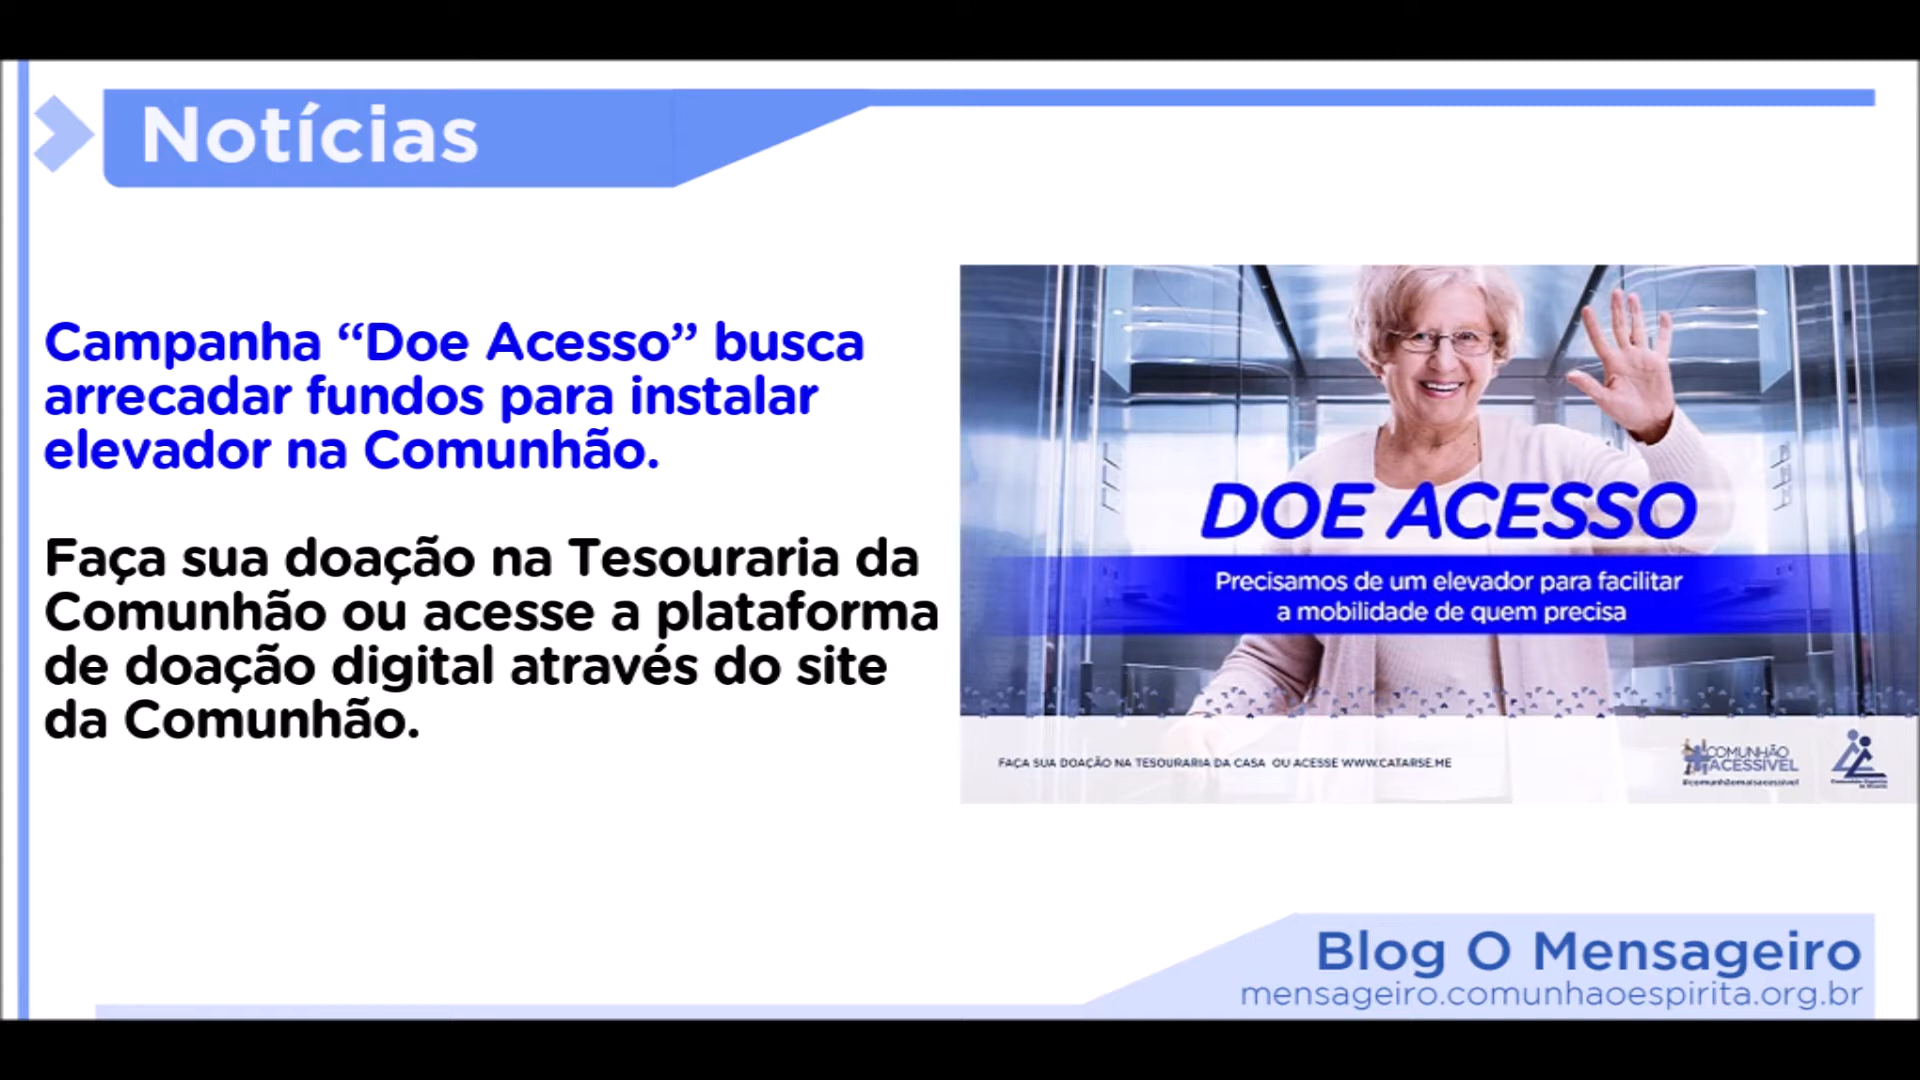 Notícias
Campanha “Doe Acesso” busca
arrecadar fundos para instalar
elevador na Comunhão.
Faça sua doação na Tesouraria da
Comunhão ou acesse a plataforma
de doação digital através do site
da Comunhão.
DOE ACESSO
Precisamos de um elevador para facilitar
a mobilidade de quem precisa
FAÇA SUA DOAÇÃO NA TESOURARIA DA CASA OU ACESSE WWW.CATARSE.ME
COMUNHÃO
ACESSÍVEL
#comunhãomaisacessível
Blog O Mensageiro
mensageiro.comunhaoespirita.org.br